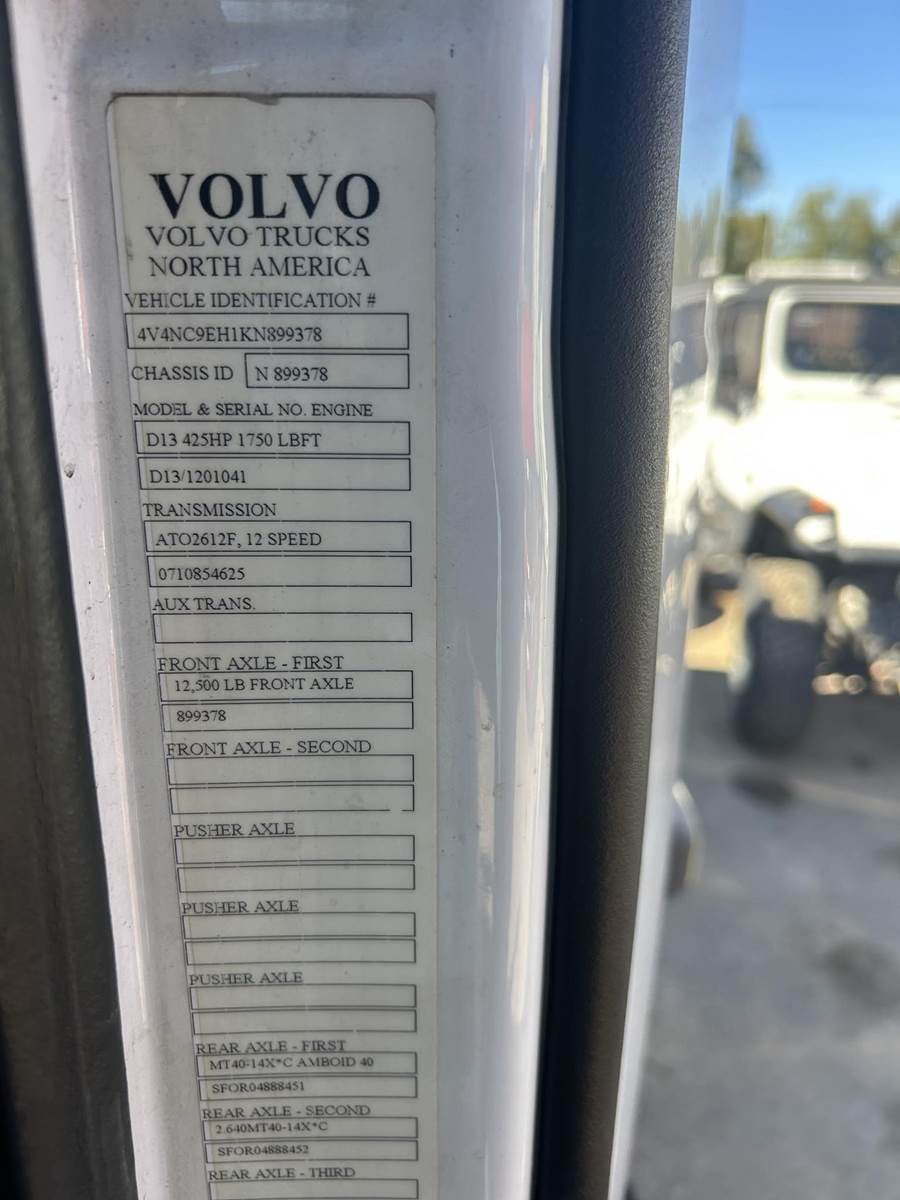 VOLVO
VOLVO TRUCKS
NORTH AMERICA
VEHICLE IDENTIFICATION #
4V4NC9EH1KN899378
CHASSIS ID N 899378
MODEL & SERIAL NO. ENGINE
D13 425HP 1750 LBFT
D13/1201041
TRANSMISSION
ATO2612F, 12 SPEED
0710854625
AUX TRANS.
FRONT AXLE - FIRST
12,500 LB FRONT AXLE
899378
FRONT AXLE - SECOND
PUSHER AXLE
PUSHER AXLE
PUSHER AXLE
REAR AXLE - FIRST
MT40-14X*C AMBOID 40
SFOR04888451
REAR AXLE - SECOND
2.640MT40-14X*C
SFOR04888452
REAR AXLE - THIRD